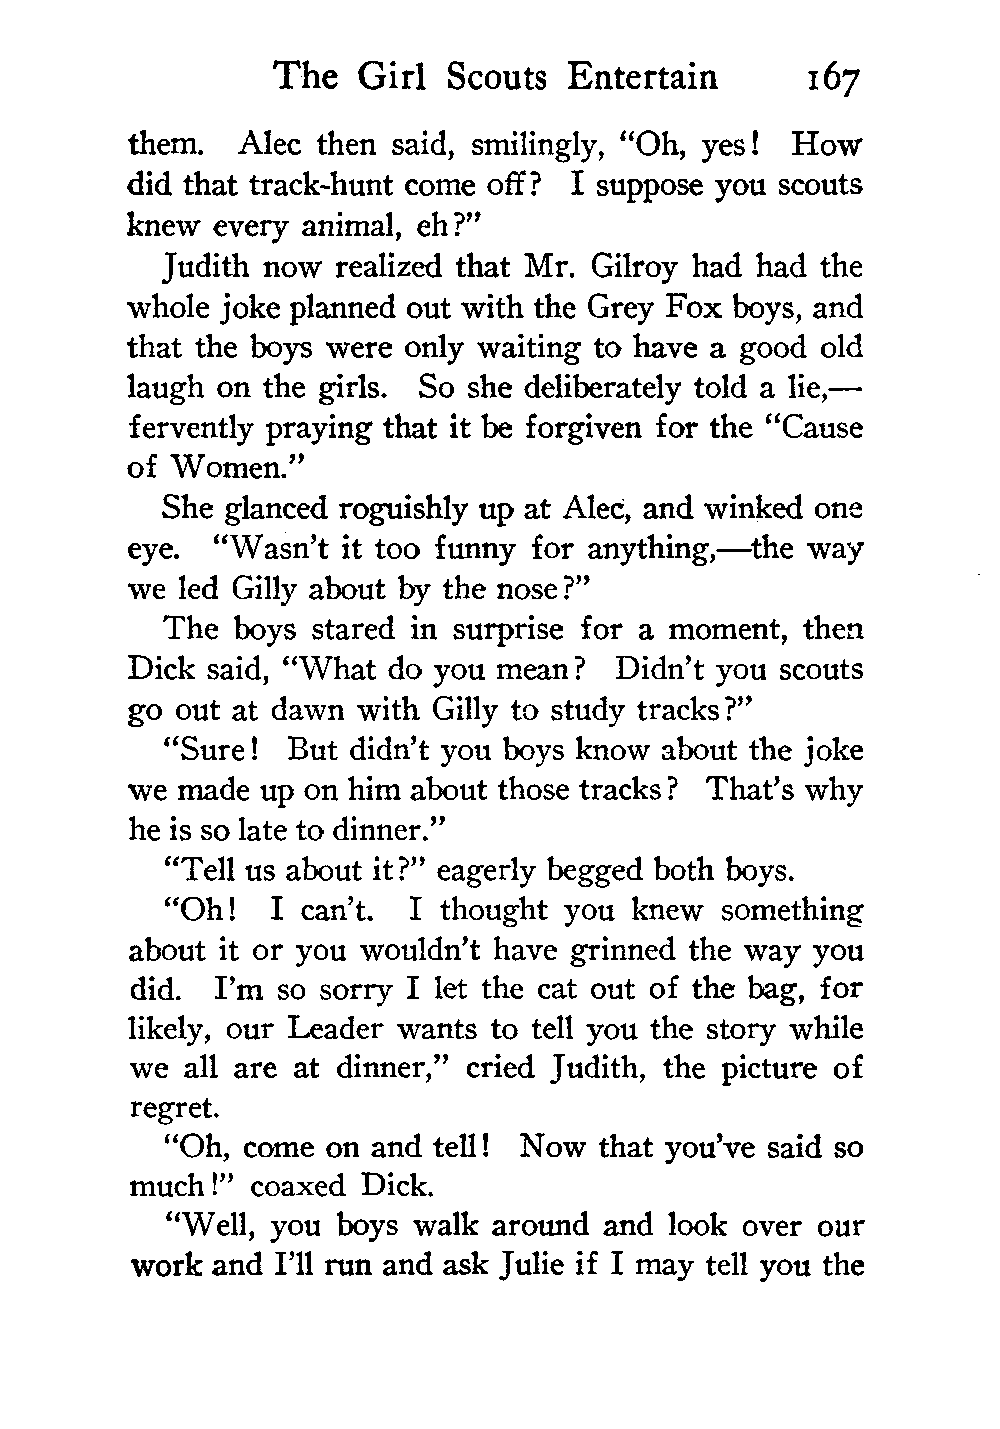 The Girl Scouts Entertain 167
them. Alec then said, smilingly, “Oh, yes! How
did that track-hunt come off? I suppose you scouts
knew every animal, eh?”
Judith now realized that Mr. Gilroy had had the
whole joke planned out with the Grey Fox boys, and
that the boys were only waiting to have a good old
laugh on the girls. So she deliberately told a lie,—
fervently praying that it be forgiven for the “Cause
of Women.”
She glanced roguishly up at Alec, and winked one
eye. “Wasn’t it too funny for anything,—the way
we led Gilly about by the nose?”
The boys stared in surprise for a moment, then
Dick said, “What do you mean? Didn’t you scouts
go out at dawn with Gilly to study tracks?”
“Sure! But didn’t you boys know about the joke
we made up on him about those tracks? That’s why
he is so late to dinner.”
“Tell us about it?” eagerly begged both boys.
“Oh! I can’t. I thought you knew something
about it or you wouldn’t have grinned the way you
did. I’m so sorry I let the cat out of the bag, for
likely, our Leader wants to tell you the story while
we all are at dinner,” cried Judith, the picture of
regret.
“Oh, come on and tell! Now that you’ve said so
much!” coaxed Dick.
“Well, you boys walk around and look over our
work and I’ll run and ask Julie if I may tell you the